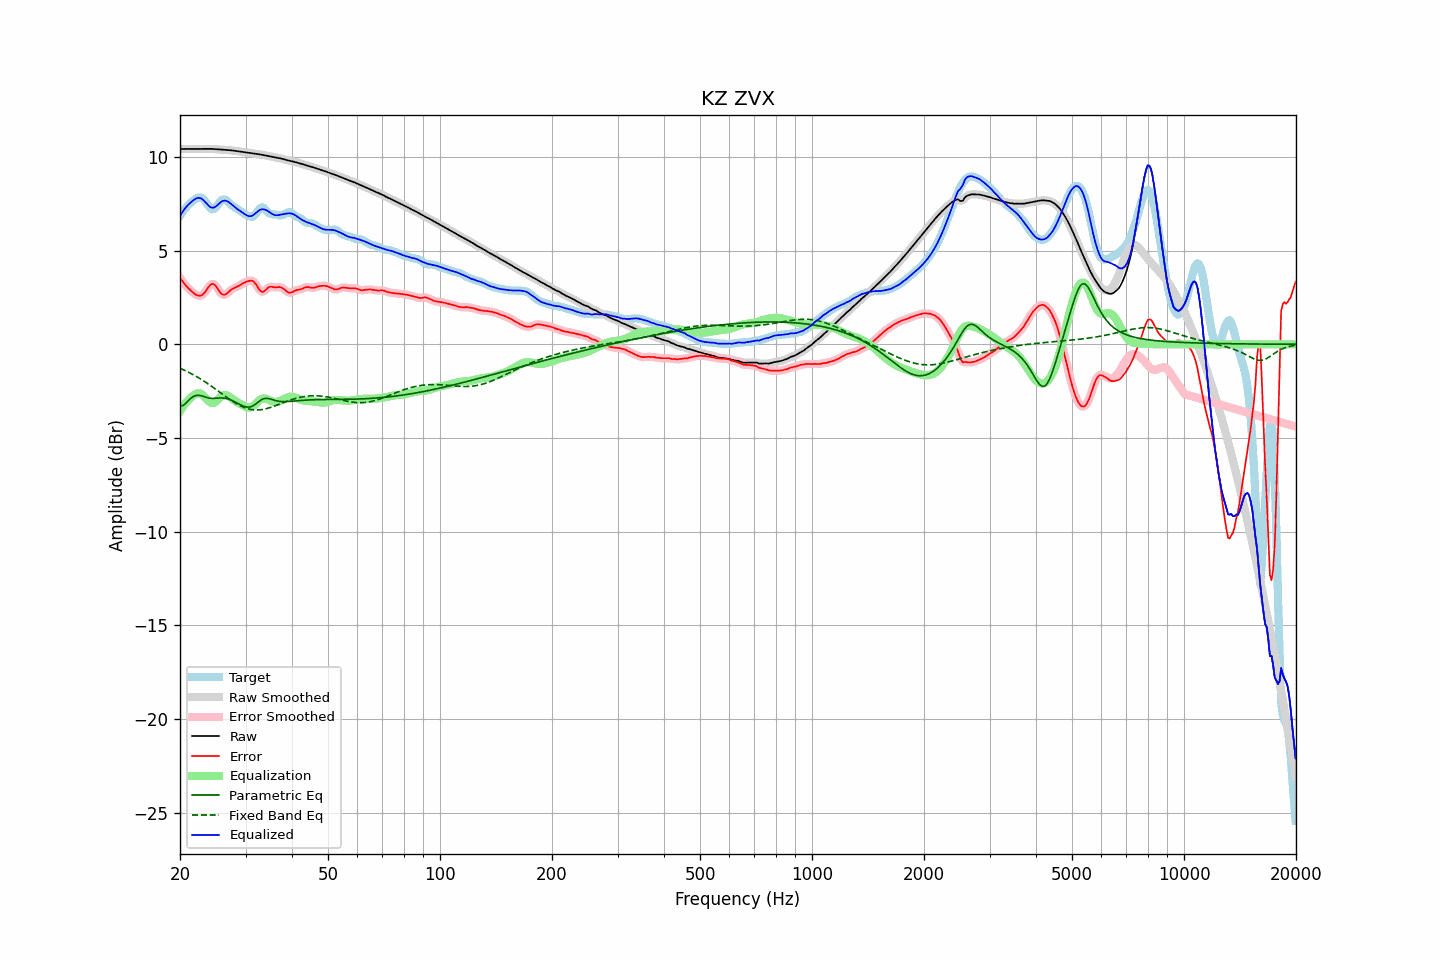 KZ ZVX
Amplitude (dBr)
10
5
0
−5
−10
−15
−20
−25
Target
Raw Smoothed
Error Smoothed
Raw
Error
Equalization
Parametric Eq
Fixed Band Eq
Equalized
20 50 100 200 500 1000 2000 5000 10000 20000
Frequency (Hz)